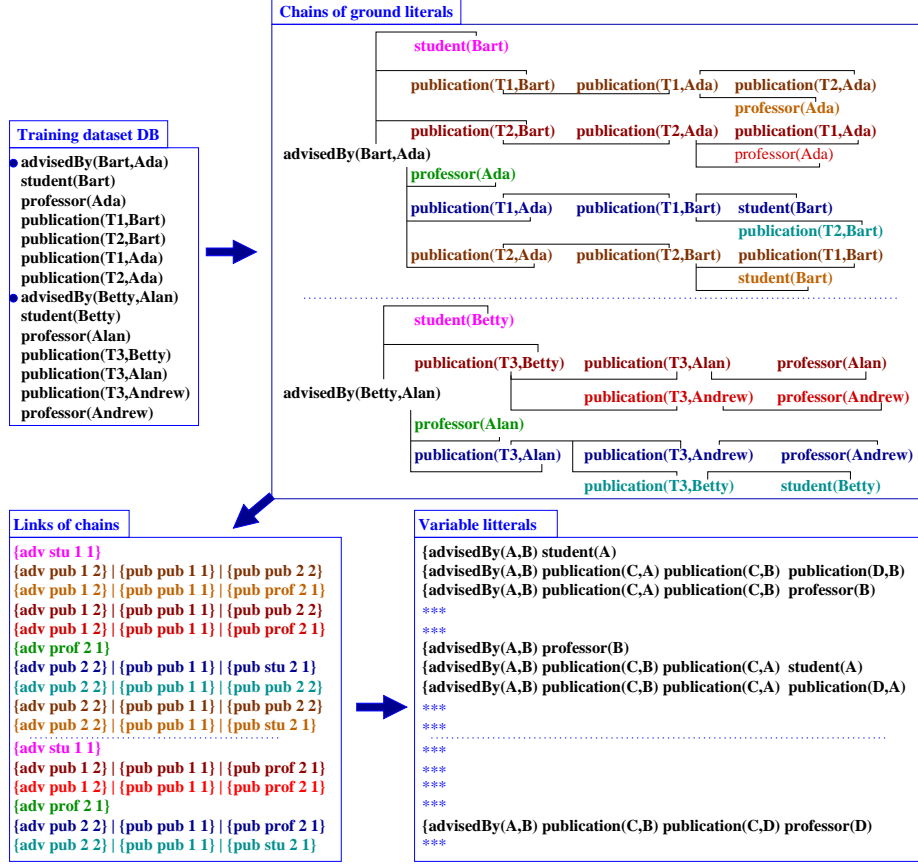 Chains of ground literals
student(Bart)
publication(T1,Bart) publication(T1,Ada) publication(T2,Ada)
professor(Ada)
publication(T2,Bart) publication(T2,Ada) publication(T1,Ada)
advisedBy(Bart,Ada)
professor(Ada)
professor(Ada)
publication(T1,Ada) publication(T1,Bart) student(Bart)
publication(T2,Bart)
publication(T2,Ada) publication(T2,Bart) publication(T1,Bart)
student(Bart)
student(Betty)
publication(T3,Betty) publication(T3,Alan) professor(Alan)
advisedBy(Betty,Alan)
publication(T3,Andrew) professor(Andrew)
professor(Alan)
publication(T3,Alan) publication(T3,Andrew) professor(Andrew)
publication(T3,Betty) student(Betty)
Training dataset DB
advisedBy(Bart,Ada)
student(Bart)
professor(Ada)
publication(T1,Bart)
publication(T2,Bart)
publication(T1,Ada)
publication(T2,Ada)
advisedBy(Betty,Alan)
student(Betty)
professor(Alan)
publication(T3,Betty)
publication(T3,Alan)
publication(T3,Andrew)
professor(Andrew)
Links of chains
{adv stu 1 1}
{adv pub 1 2} | {pub pub 1 1} | {pub pub 2 2}
{adv pub 1 2} | {pub pub 1 1} | {pub prof 2 1}
{adv pub 1 2} | {pub pub 1 1} | {pub pub 2 2}
{adv pub 1 2} | {pub pub 1 1} | {pub prof 2 1}
{adv prof 2 1}
{adv pub 2 2} | {pub pub 1 1} | {pub stu 2 1}
{adv pub 2 2} | {pub pub 1 1} | {pub pub 2 2}
{adv pub 2 2} | {pub pub 1 1} | {pub pub 2 2}
{adv pub 2 2} | {pub pub 1 1} | {pub stu 2 1}
{adv stu 1 1}
{adv pub 1 2} | {pub pub 1 1} | {pub prof 2 1}
{adv pub 1 2} | {pub pub 1 1} | {pub prof 2 1}
{adv prof 2 1}
{adv pub 2 2} | {pub pub 1 1} | {pub prof 2 1}
{adv pub 2 2} | {pub pub 1 1} | {pub stu 2 1}
Variable litterals
{advisedBy(A,B) student(A)
{advisedBy(A,B) publication(C,A) publication(C,B) publication(D,B)
{advisedBy(A,B) publication(C,A) publication(C,B) professor(B)
***
***
{advisedBy(A,B) professor(B)
{advisedBy(A,B) publication(C,B) publication(C,A) student(A)
{advisedBy(A,B) publication(C,B) publication(C,A) publication(D,A)
***
***
***
***
***
***
{advisedBy(A,B) publication(C,B) publication(C,D) professor(D)
***